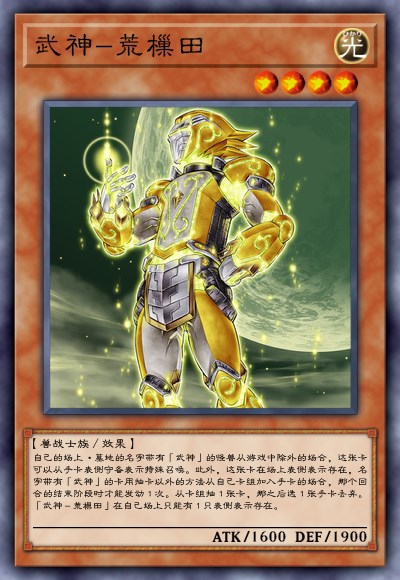 武神-荒樔田
光
【兽战士族/效果】
自己的场上·墓地的名字带有「武神」的怪兽从游戏中除外的场合，这张卡
可以从手卡表侧守备表示特殊召唤。此外，这张卡在场上表侧表示存在，名
字带有「武神」的卡用抽卡以外的方法从自己卡组加入手卡的场合，那个回
合的结束阶段时才能发动1次。从卡组抽1张卡，那之后选1张手卡丢弃。
「武神-荒樔田」在自己场上只能有1只表侧表示存在。
ATK/1600 DEF/1900